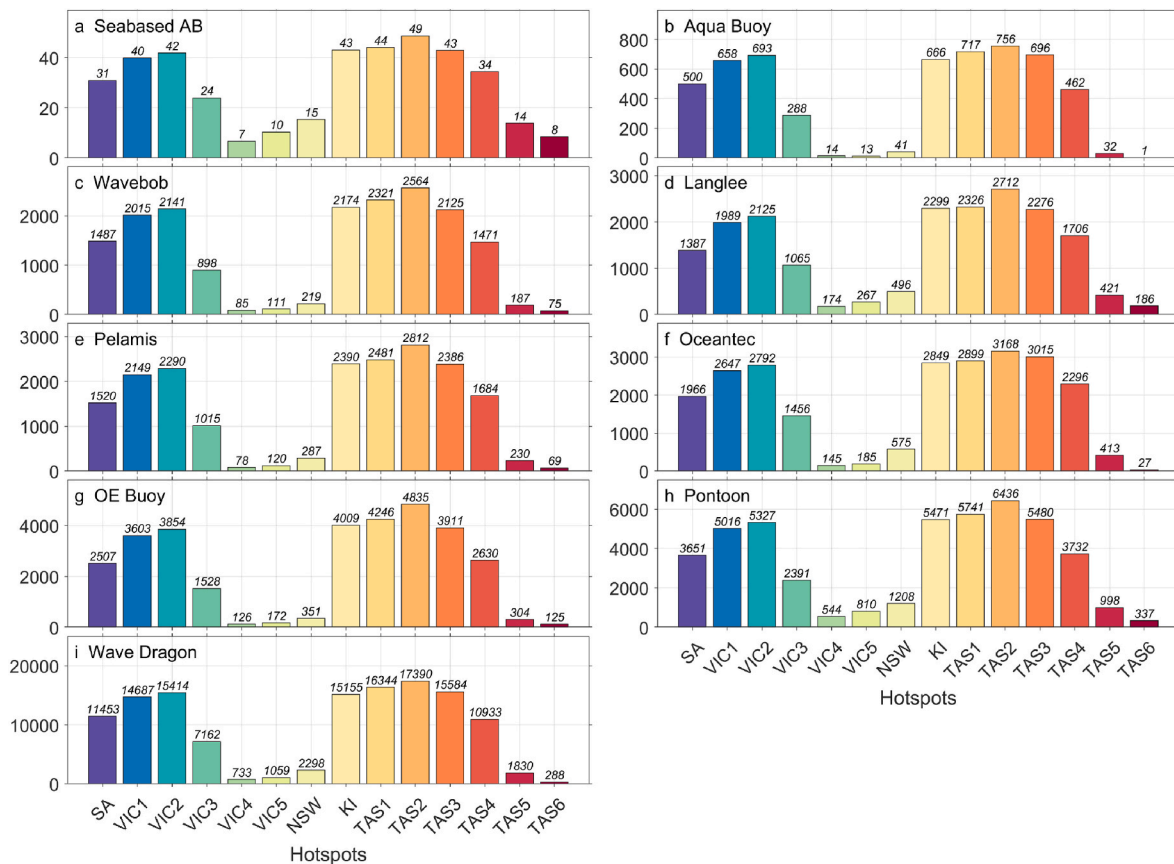 a Seabased AB
40
20
0
31 40 42 24 7 10 15 43 44 49 43 34 14 8
b Aqua Buoy
800
600
400
200
0
500 658 693 288 14 13 41 666 717 756 696 462 32 1
c Wavebob
2000
1000
0
1487 2015 2141 898 85 111 219 2174 2321 2564 2125 1471 187 75
d Langlee
3000
2000
1000
0
1387 1989 2125 1065 174 267 496 2299 2326 2712 2276 1706 421 186
e Pelamis
3000
2000
1000
0
1520 2149 2290 1015 78 120 287 2390 2481 2812 2386 1684 230 69
f Oceantec
3000
2000
1000
0
1966 2647 2792 1456 145 185 575 2849 2899 3168 3015 2296 413 27
g OE Buoy
4000
2000
0
2507 3603 3854 1528 126 172 351 4009 4246 4835 3911 2630 304 125
h Pontoon
6000
4000
2000
0
3651 5016 5327 2391 544 810 1208 5471 5741 6436 5480 3732 998 337
SA VIC1 VIC2 VIC3 VIC4 VIC5 NSW KI TAS1 TAS2 TAS3 TAS4 TAS5 TAS6
Hotspots
i Wave Dragon
20000
10000
0
11453 14687 15414 7162 733 1059 2298 15155 16344 17390 15584 10933 1830 288
SA VIC1 VIC2 VIC3 VIC4 VIC5 NSW KI TAS1 TAS2 TAS3 TAS4 TAS5 TAS6
Hotspots